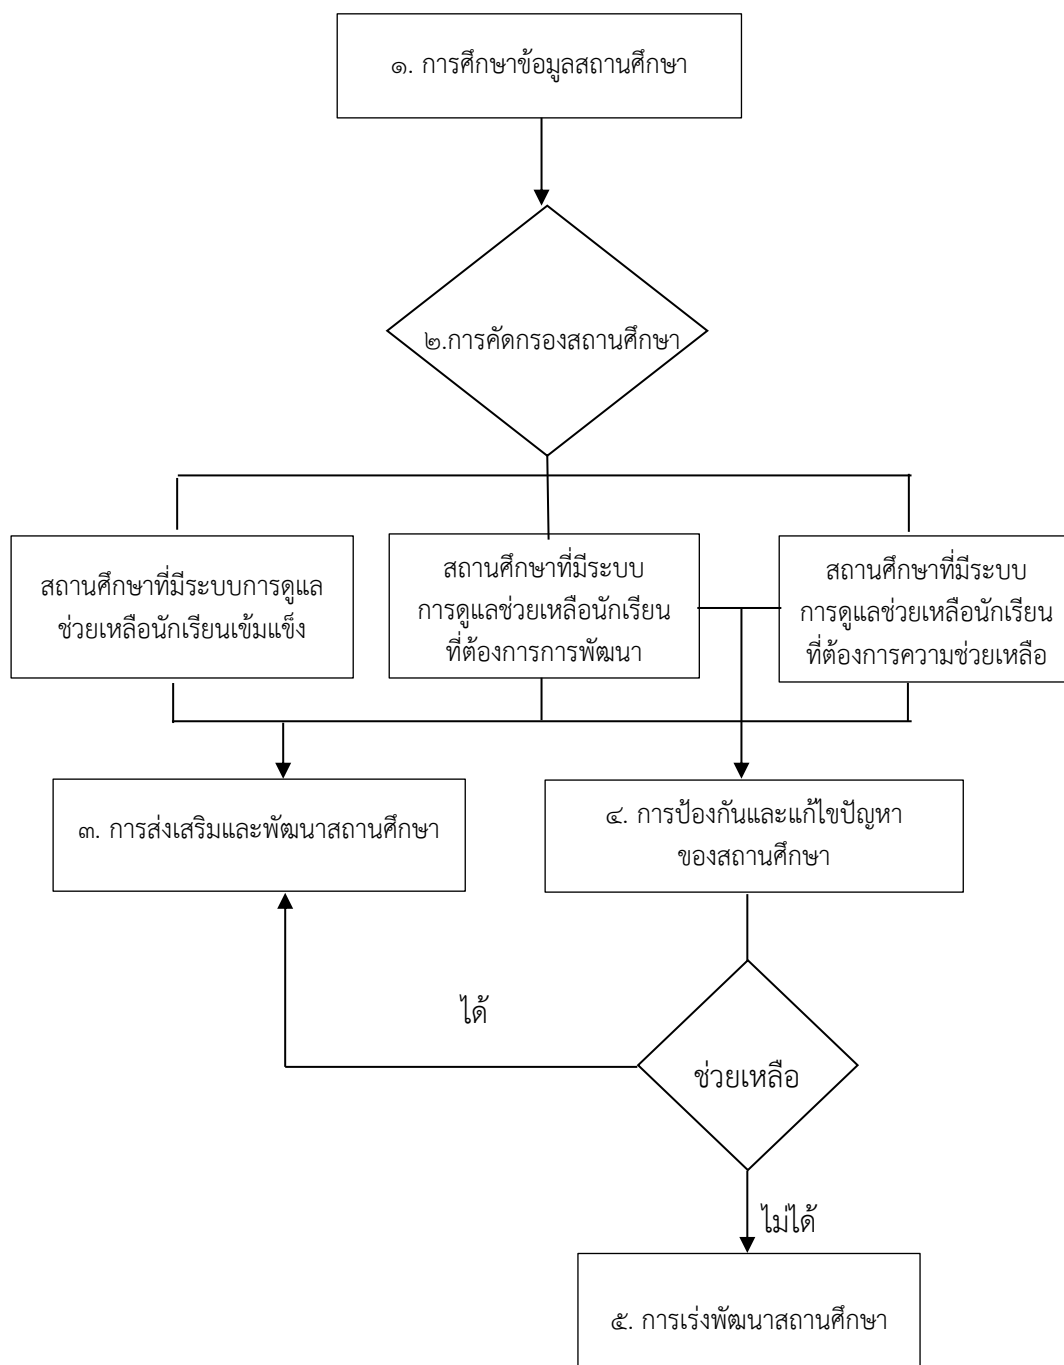 ๑. การศึกษาข้อมูลสถานศึกษา
๒.การคัดกรองสถานศึกษา
สถานศึกษาที่มีระบบการดูแล
ช่วยเหลือนักเรียนเข้มแข็ง
สถานศึกษาที่มีระบบ
การดูแลช่วยเหลือนักเรียน
ที่ต้องการการพัฒนา
สถานศึกษาที่มีระบบ
การดูแลช่วยเหลือนักเรียน
ที่ต้องการความช่วยเหลือ
๓. การส่งเสริมและพัฒนาสถานศึกษา
๔. การป้องกันและแก้ไขปัญหา
ของสถานศึกษา
ได้
ช่วยเหลือ
ไม่ได้
๕. การเร่งพัฒนาสถานศึกษา